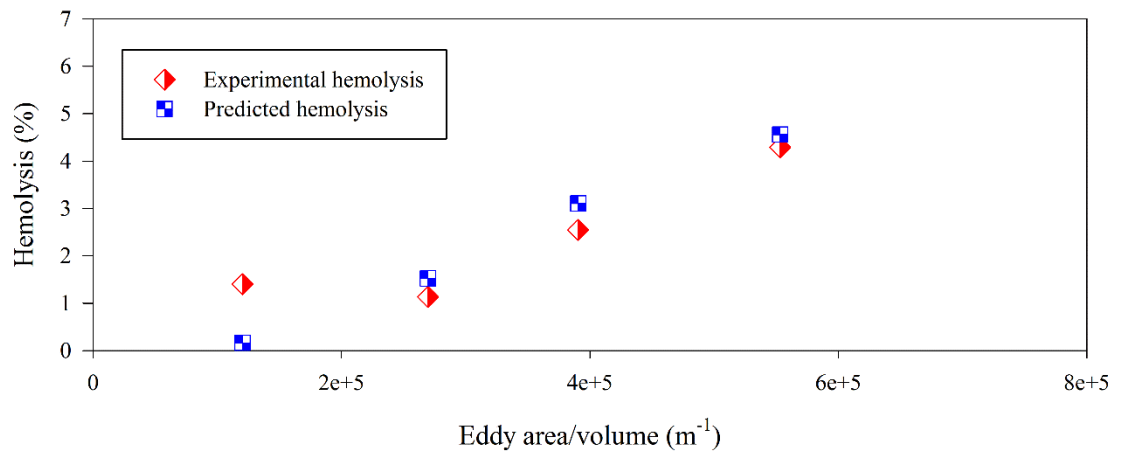 7
6
5
4
3
2
1
0
Hemolysis (%)
Experimental hemolysis
Predicted hemolysis
0 2e+5 4e+5 6e+5 8e+5
Eddy area/volume (m⁻¹)